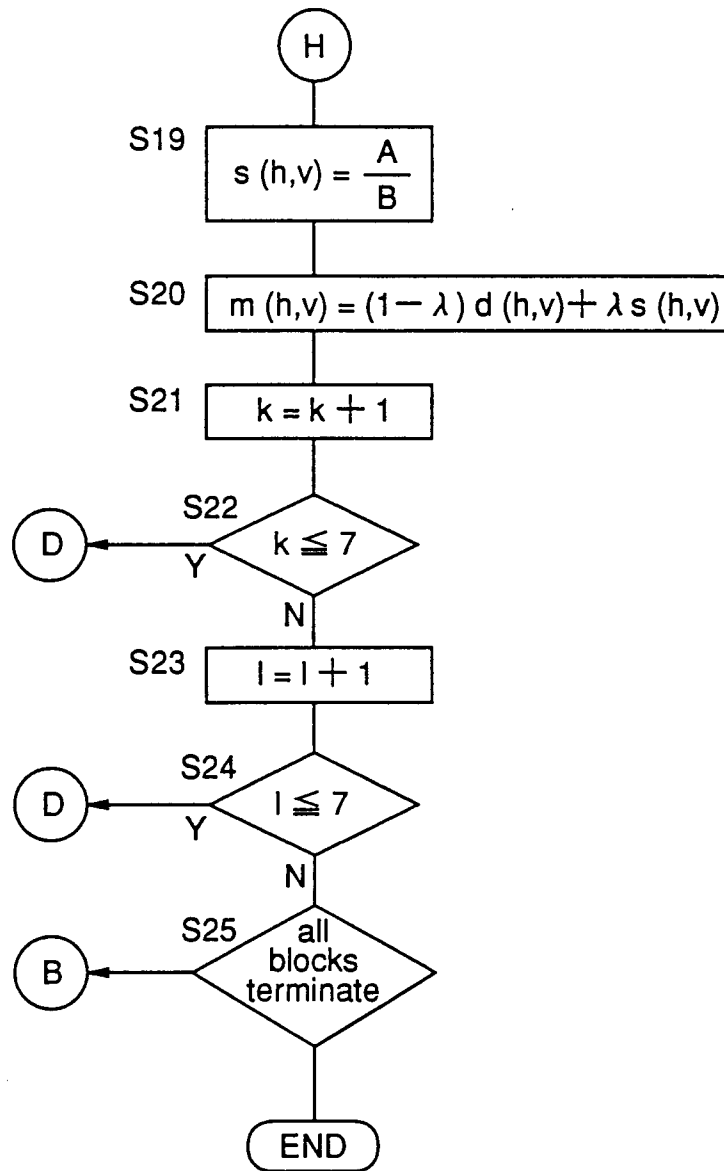 H
S19
s (h,v) = A/B
S20
m (h,v) = (1 − λ) d (h,v) + λ s (h,v)
S21
k = k + 1
S22
k ≦ 7
D
Y
N
S23
l = l + 1
S24
l ≦ 7
D
Y
N
S25
all
blocks
terminate
B
END